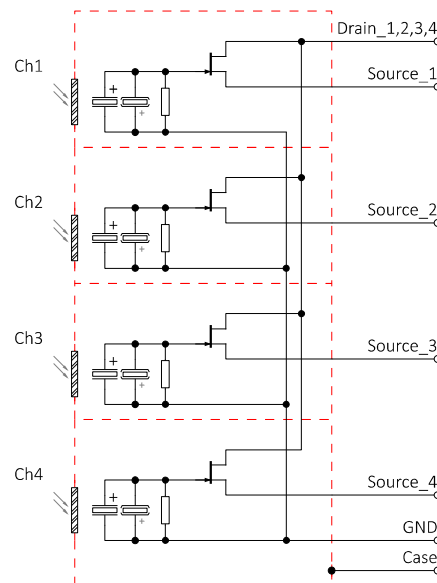 Drain_1,2,3,4
Ch1
Source_1
+
+
Ch2
Source_2
+
+
Ch3
Source_3
+
+
Ch4
Source_4
+
+
GND
Case